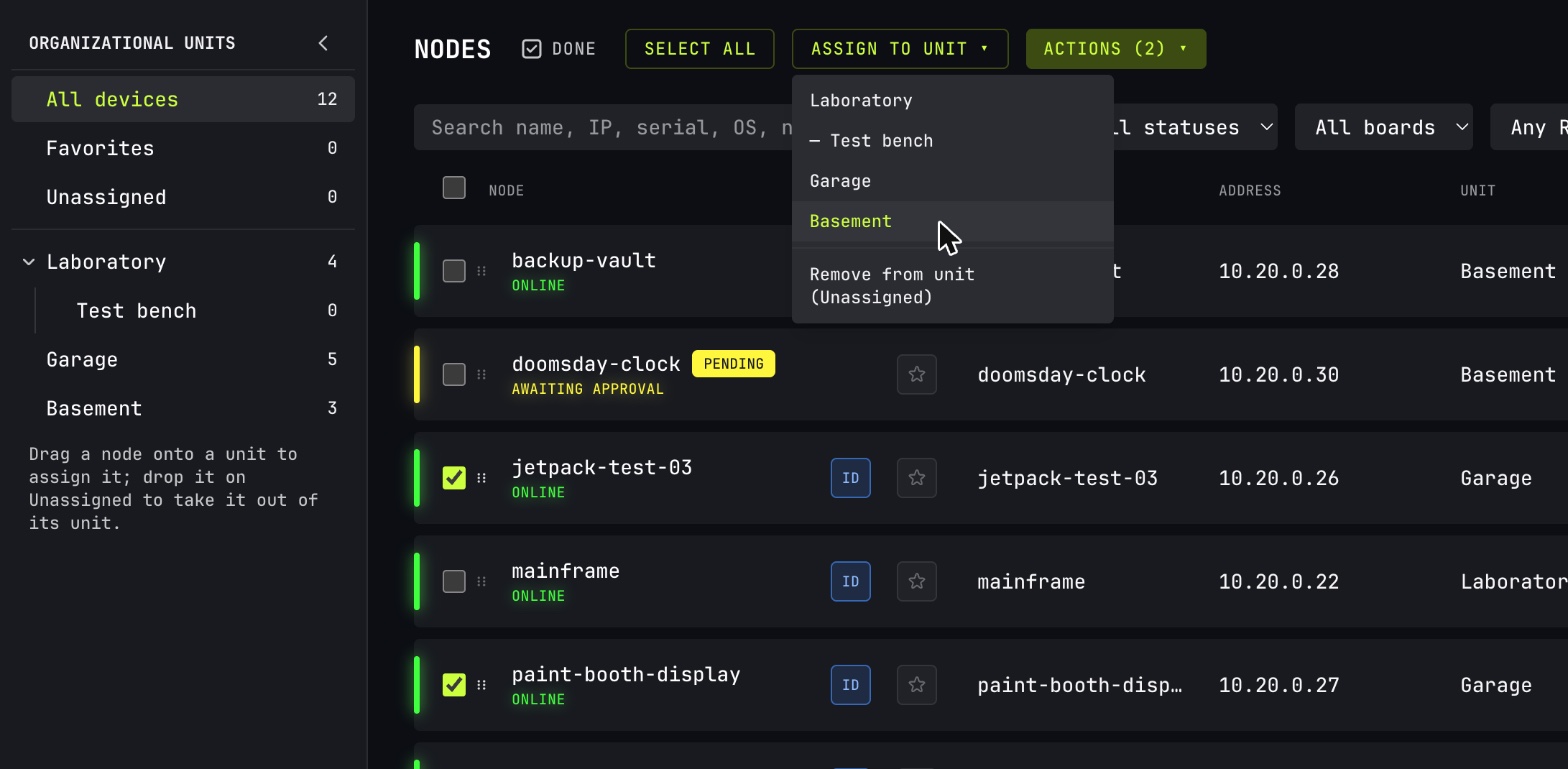 ORGANIZATIONAL UNITS
All devices 12
Favorites 0
Unassigned 0
Laboratory 4
Test bench 0
Garage 5
Basement 3
Drag a node onto a unit to
assign it; drop it on
Unassigned to take it out of
its unit.
NODES DONE SELECT ALL ASSIGN TO UNIT ▾ ACTIONS (2) ▾
Laboratory
– Test bench
Garage
Basement
Remove from unit
(Unassigned)
Search name, IP, serial, OS, n
ll statuses All boards Any R
NODE ADDRESS UNIT
backup-vault t 10.20.0.28 Basement
ONLINE
doomsday-clock PENDING doomsday-clock 10.20.0.30 Basement
AWAITING APPROVAL
jetpack-test-03 ID jetpack-test-03 10.20.0.26 Garage
ONLINE
mainframe ID mainframe 10.20.0.22 Laborator
ONLINE
paint-booth-display ID paint-booth-disp… 10.20.0.27 Garage
ONLINE